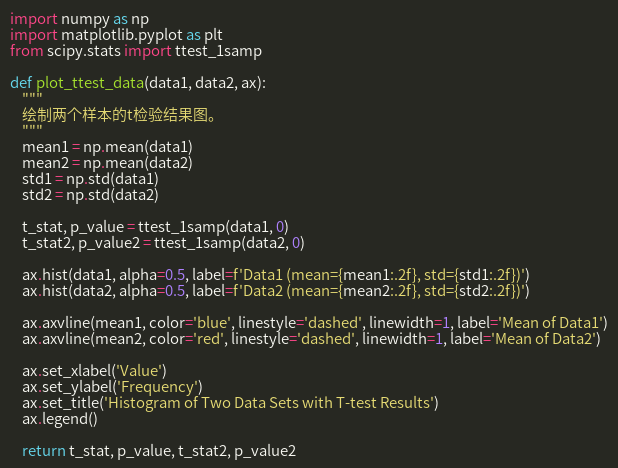 import numpy as np
import matplotlib.pyplot as plt
from scipy.stats import ttest_1samp

def plot_ttest_data(data1, data2, ax):
    """
    绘制两个样本的t检验结果图。
    """
    mean1 = np.mean(data1)
    mean2 = np.mean(data2)
    std1 = np.std(data1)
    std2 = np.std(data2)

    t_stat, p_value = ttest_1samp(data1, 0)
    t_stat2, p_value2 = ttest_1samp(data2, 0)

    ax.hist(data1, alpha=0.5, label=f'Data1 (mean={mean1:.2f}, std={std1:.2f})')
    ax.hist(data2, alpha=0.5, label=f'Data2 (mean={mean2:.2f}, std={std2:.2f})')

    ax.axvline(mean1, color='blue', linestyle='dashed', linewidth=1, label='Mean of Data1')
    ax.axvline(mean2, color='red', linestyle='dashed', linewidth=1, label='Mean of Data2')

    ax.set_xlabel('Value')
    ax.set_ylabel('Frequency')
    ax.set_title('Histogram of Two Data Sets with T-test Results')
    ax.legend()

    return t_stat, p_value, t_stat2, p_value2